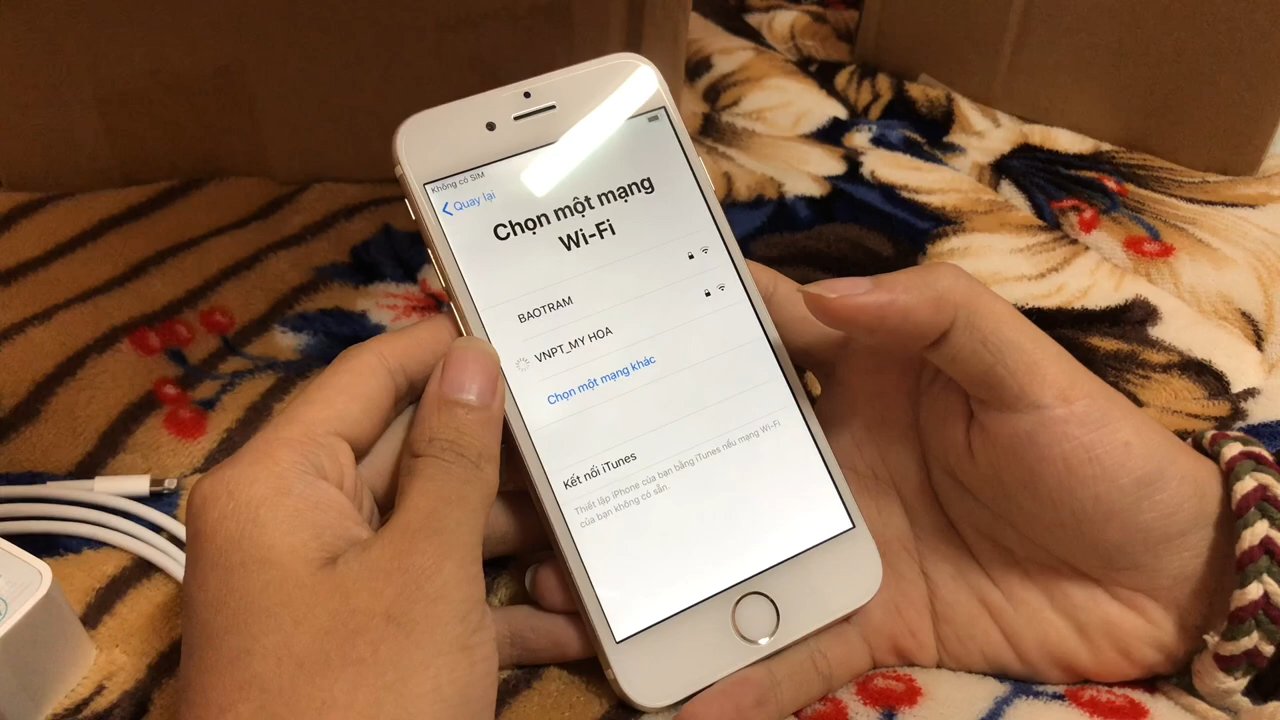 Không có SIM
Quay lại
Chọn một mạng
Wi-Fi
BAOTRAM
VNPT_MY HOA
Chọn một mạng khác
Kết nối iTunes
Thiết lập iPhone của bạn bằng iTunes nếu mạng Wi-Fi
của bạn không có sẵn.